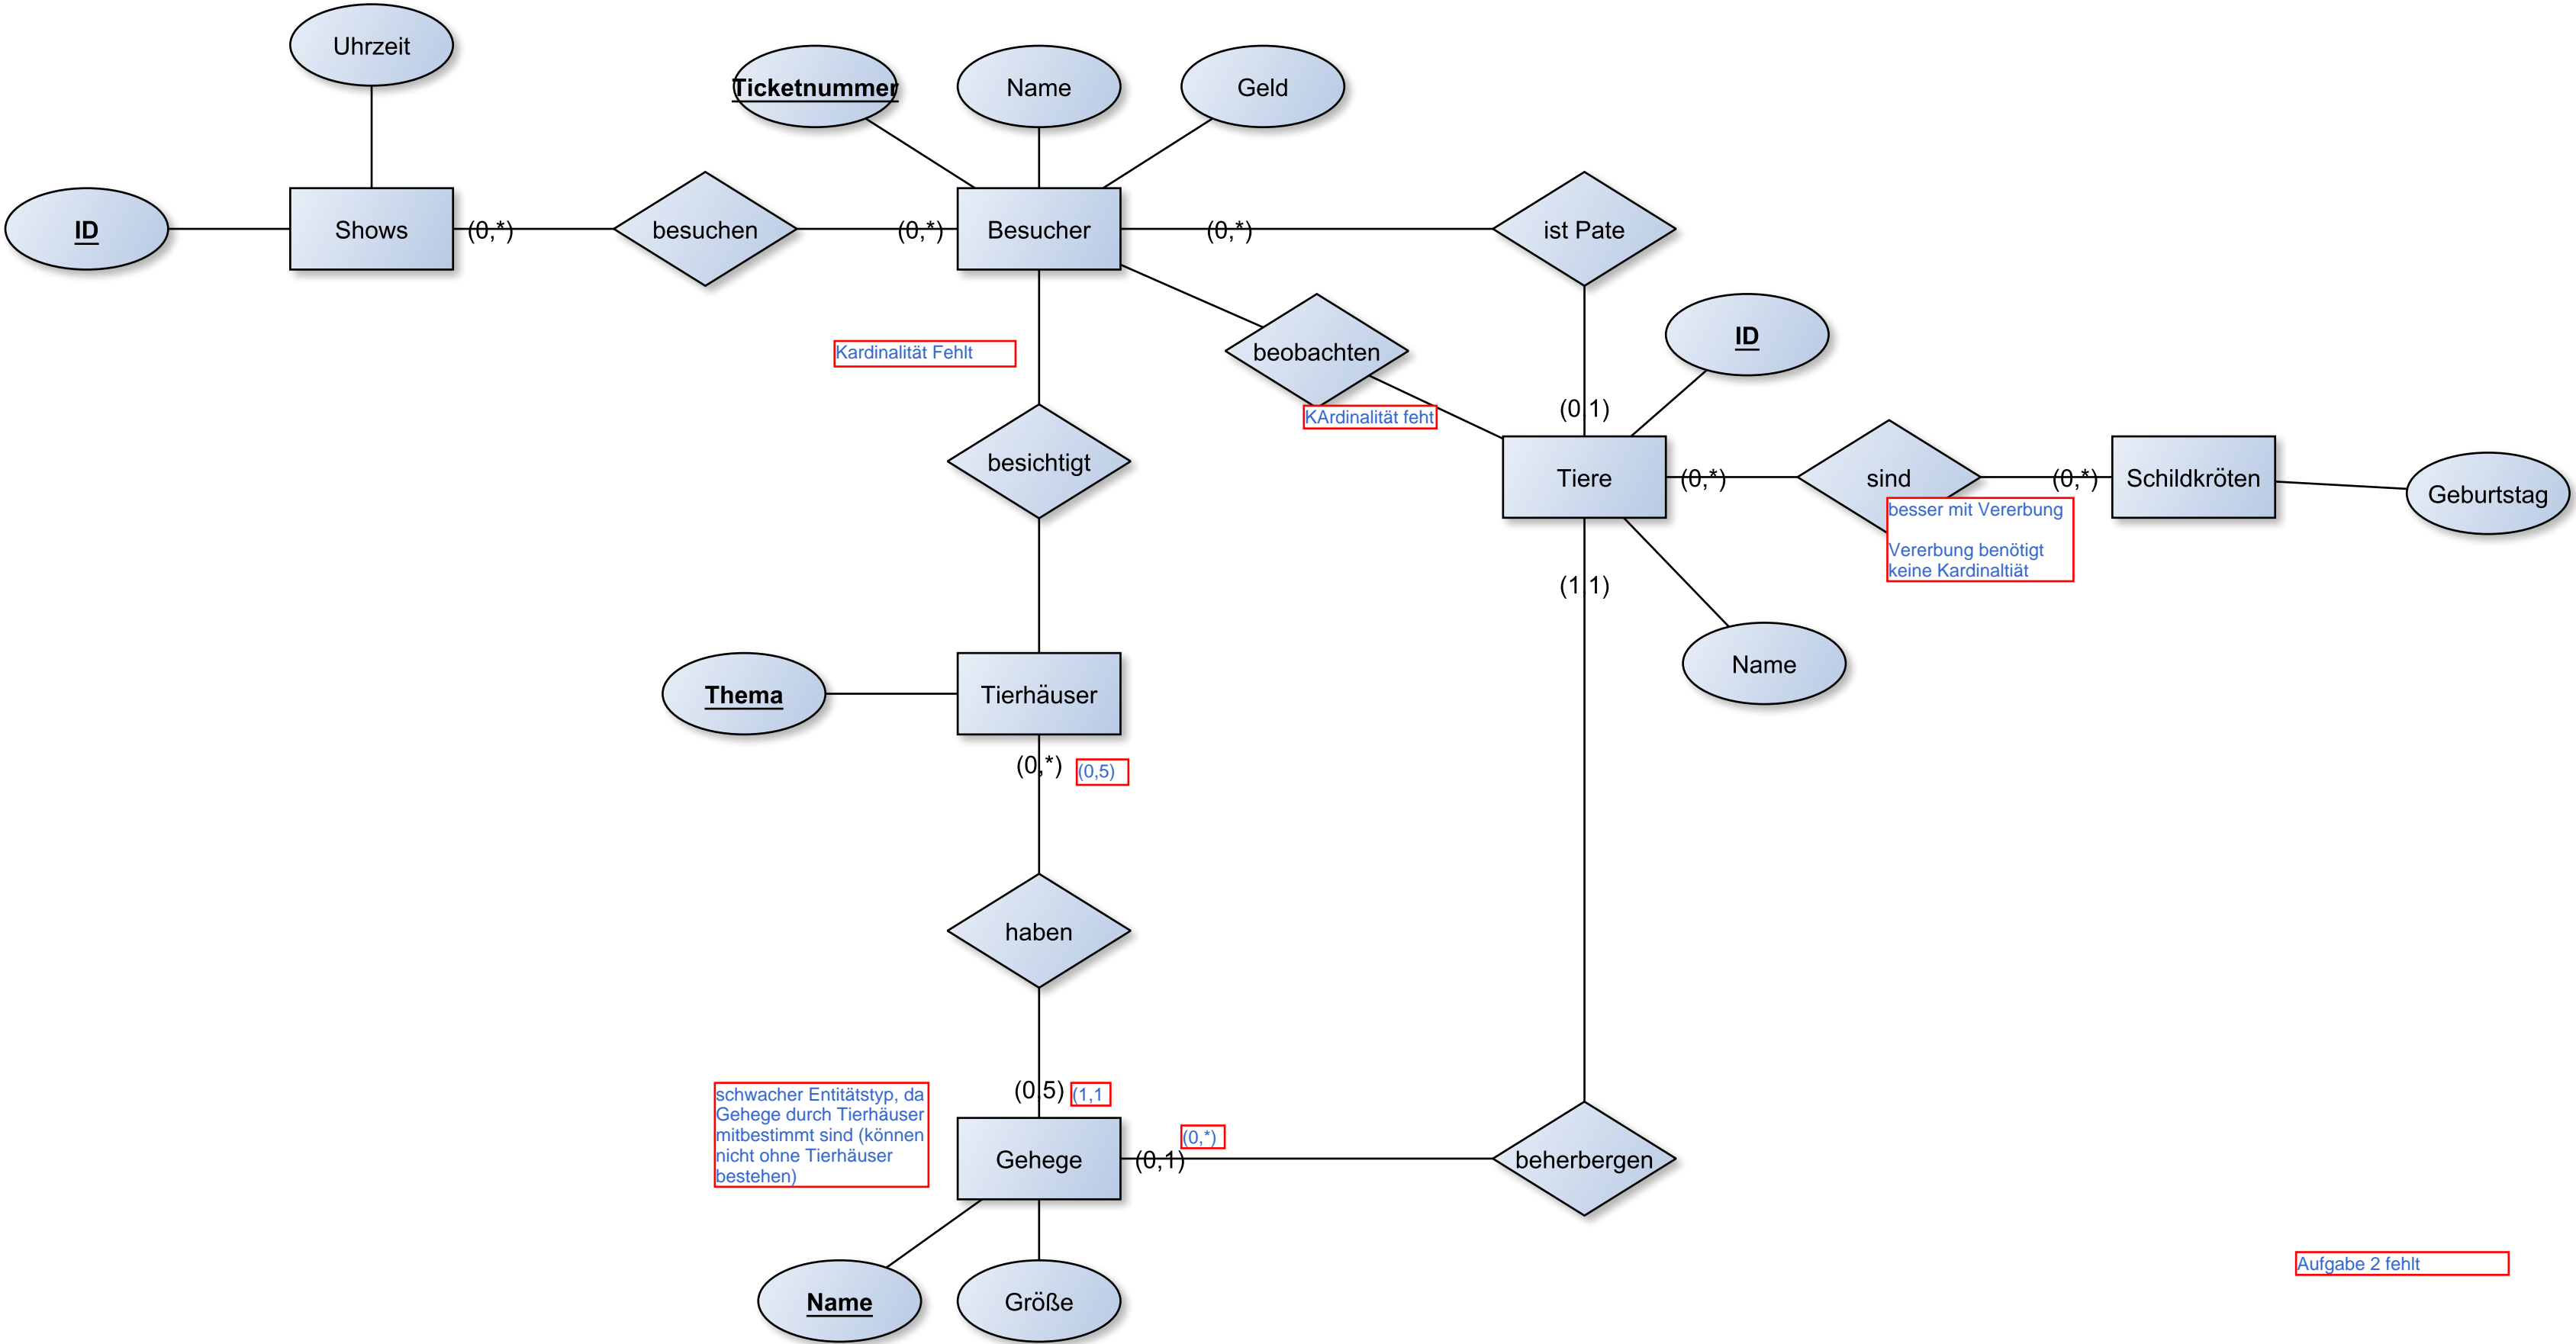 Uhrzeit
Ticketnummer
Name
Geld
ID
Shows
(0,*)
besuchen
(0,*)
Besucher
(0,*)
ist Pate
Kardinalität Fehlt
beobachten
KArdinalität feht
ID
(0,1)
besichtigt
Tiere
(0,*)
sind
(0,*)
Schildkröten
Geburtstag
besser mit Vererbung
Vererbung benötigt
keine Kardinaltiät
(1,1)
Name
Thema
Tierhäuser
(0,*)
(0,5)
haben
(0,5)
(1,1
schwacher Entitätstyp, da
Gehege durch Tierhäuser
mitbestimmt sind (können
nicht ohne Tierhäuser
bestehen)
Gehege
(0,*)
(0,1)
beherbergen
Aufgabe 2 fehlt
Name
Größe